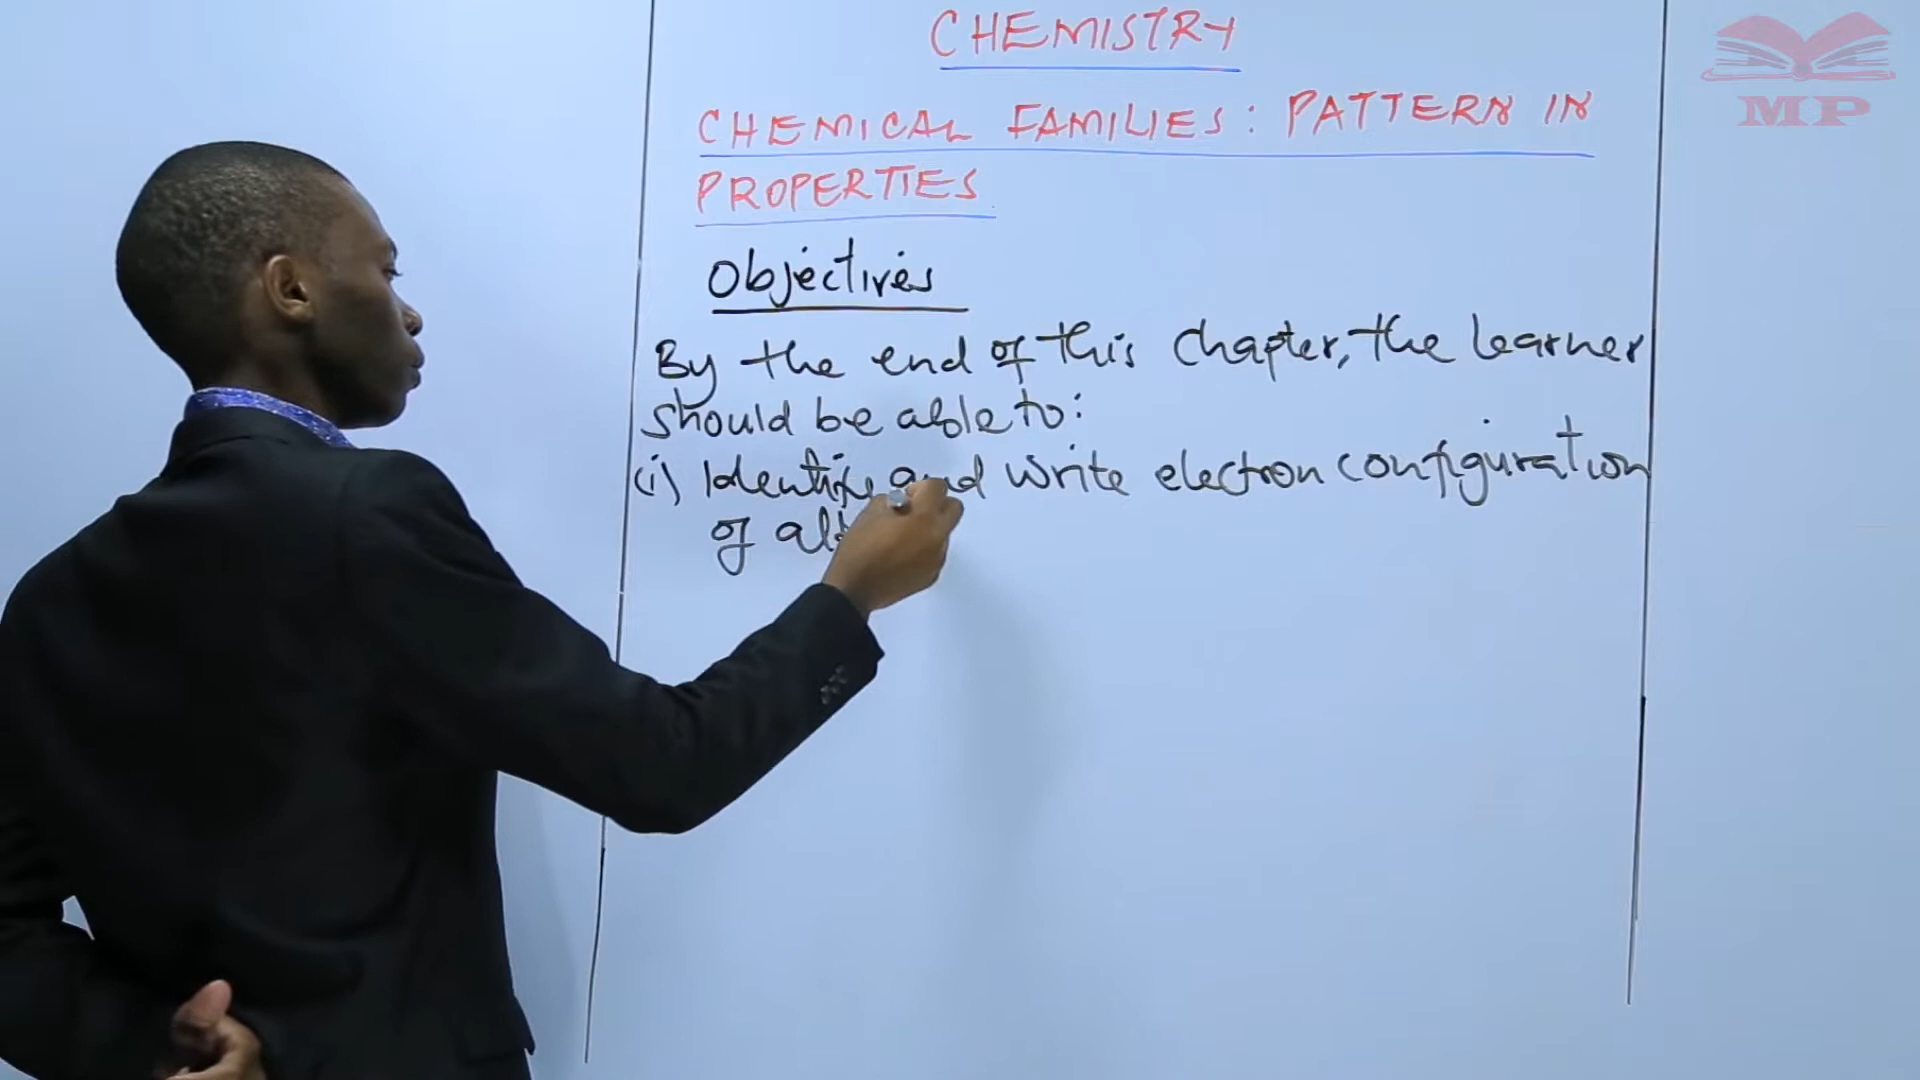 CHEMISTRY
MP
CHEMICAL FAMILIES: PATTERN IN
PROPERTIES
Objectives
By the end of this chapter, the learner
should be able to:
(i) Identify and write electron configuration
of